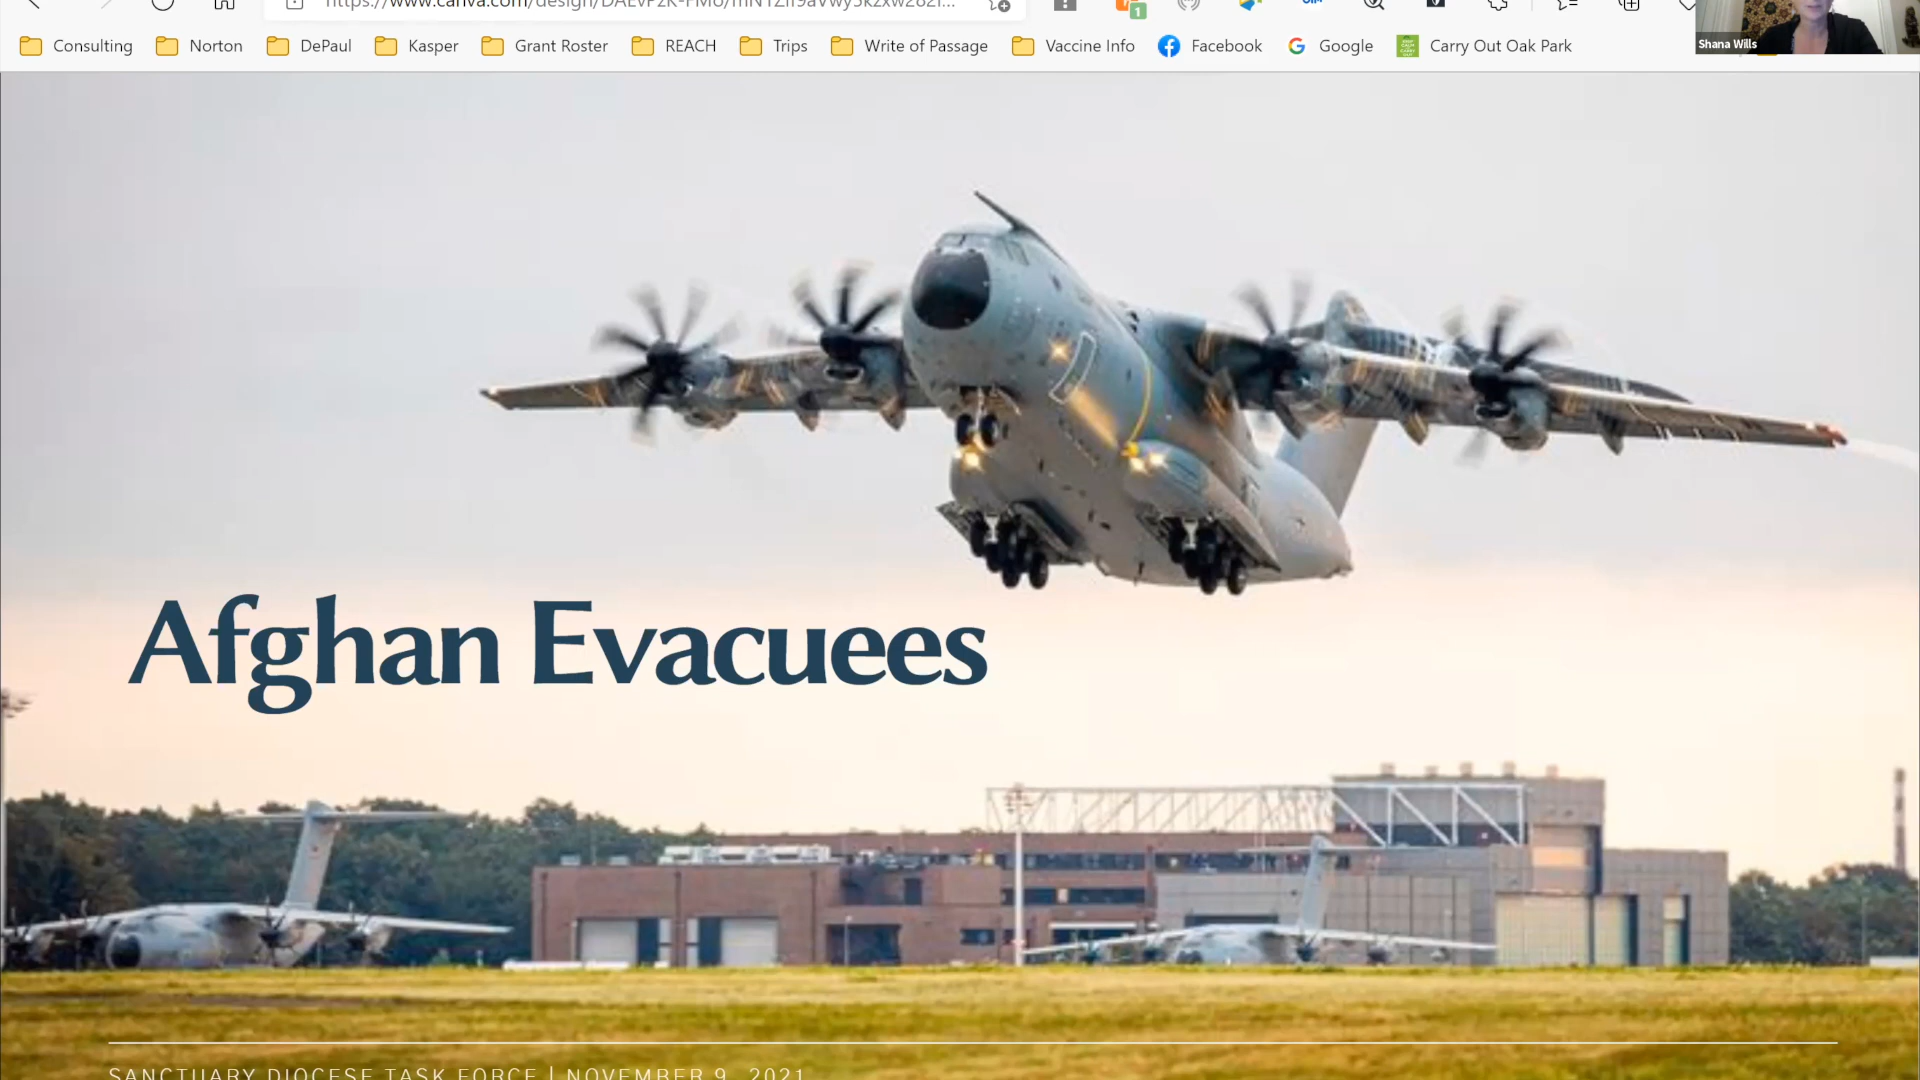 Consulting Norton DePaul Kasper Grant Roster REACH Trips Write of Passage Vaccine Info Facebook Google Carry Out Oak Park
Shana Wills
Afghan Evacuees
SANCTUARY DIOCESE TASK FORCE | NOVEMBER 9, 2021